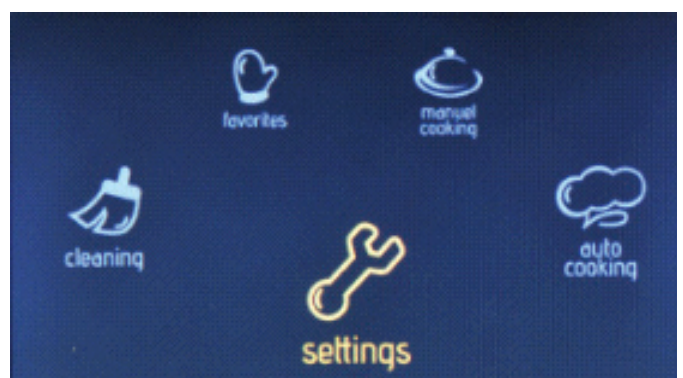 favorites
manuel
cooking
cleaning
auto
cooking
settings